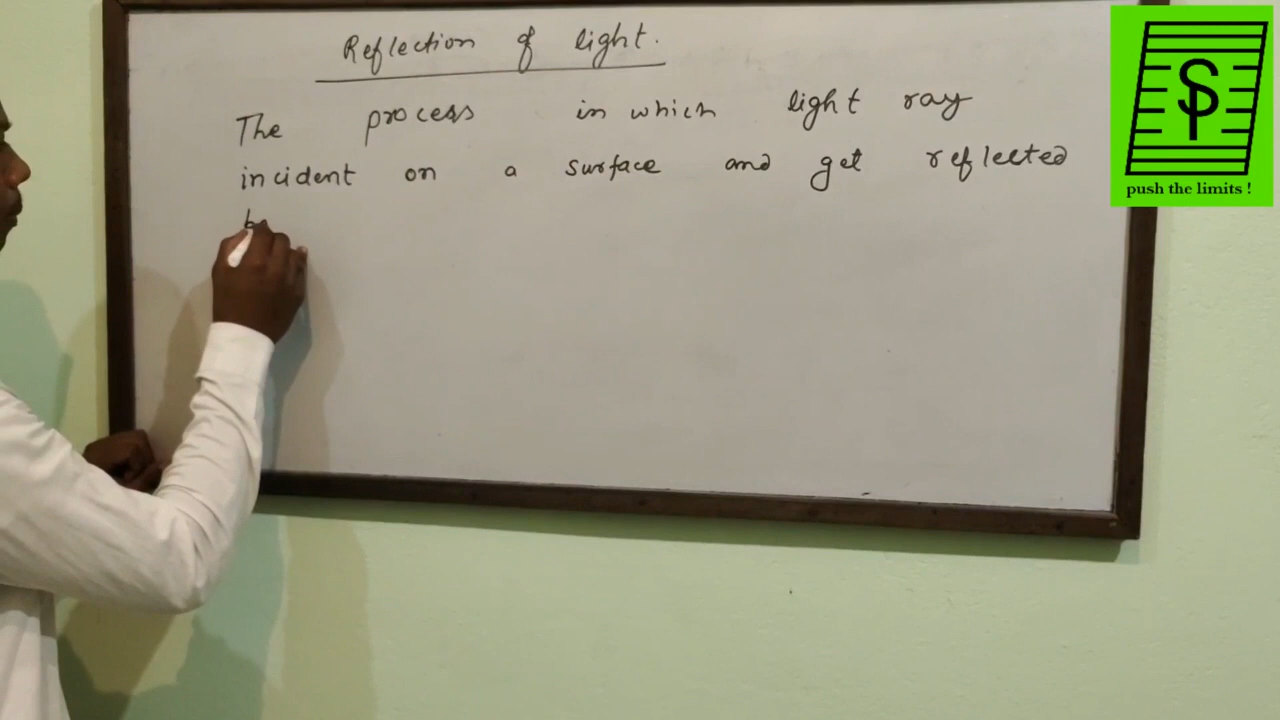 Reflection of light.
The process in which light ray
incident on a surface and get reflected
push the limits !